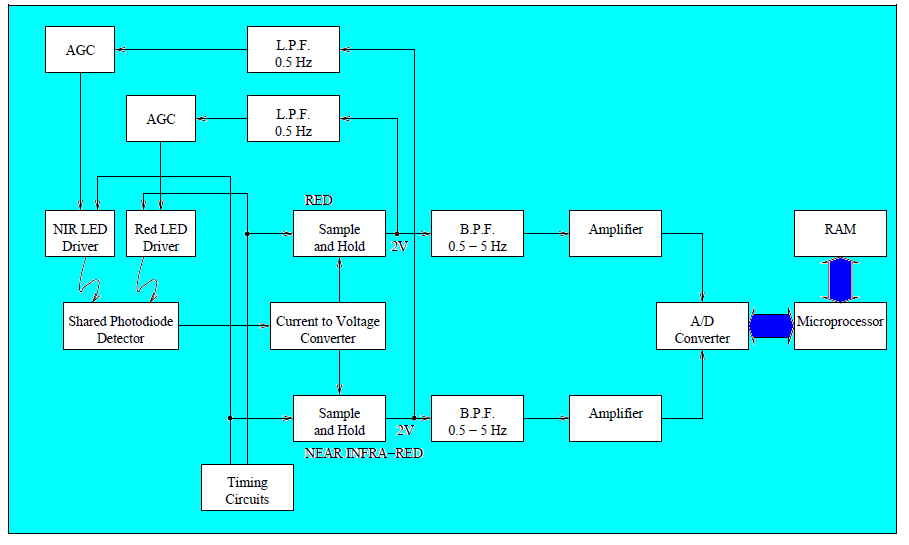 AGC
L.P.F.
0.5 Hz
AGC
L.P.F.
0.5 Hz
RED
NIR LED
Driver
Red LED
Driver
Sample
and Hold
2V
B.P.F.
0.5 – 5 Hz
Amplifier
RAM
Shared Photodiode
Detector
Current to Voltage
Converter
A/D
Converter
Microprocessor
Sample
and Hold
2V
B.P.F.
0.5 – 5 Hz
Amplifier
NEAR INFRA–RED
Timing
Circuits